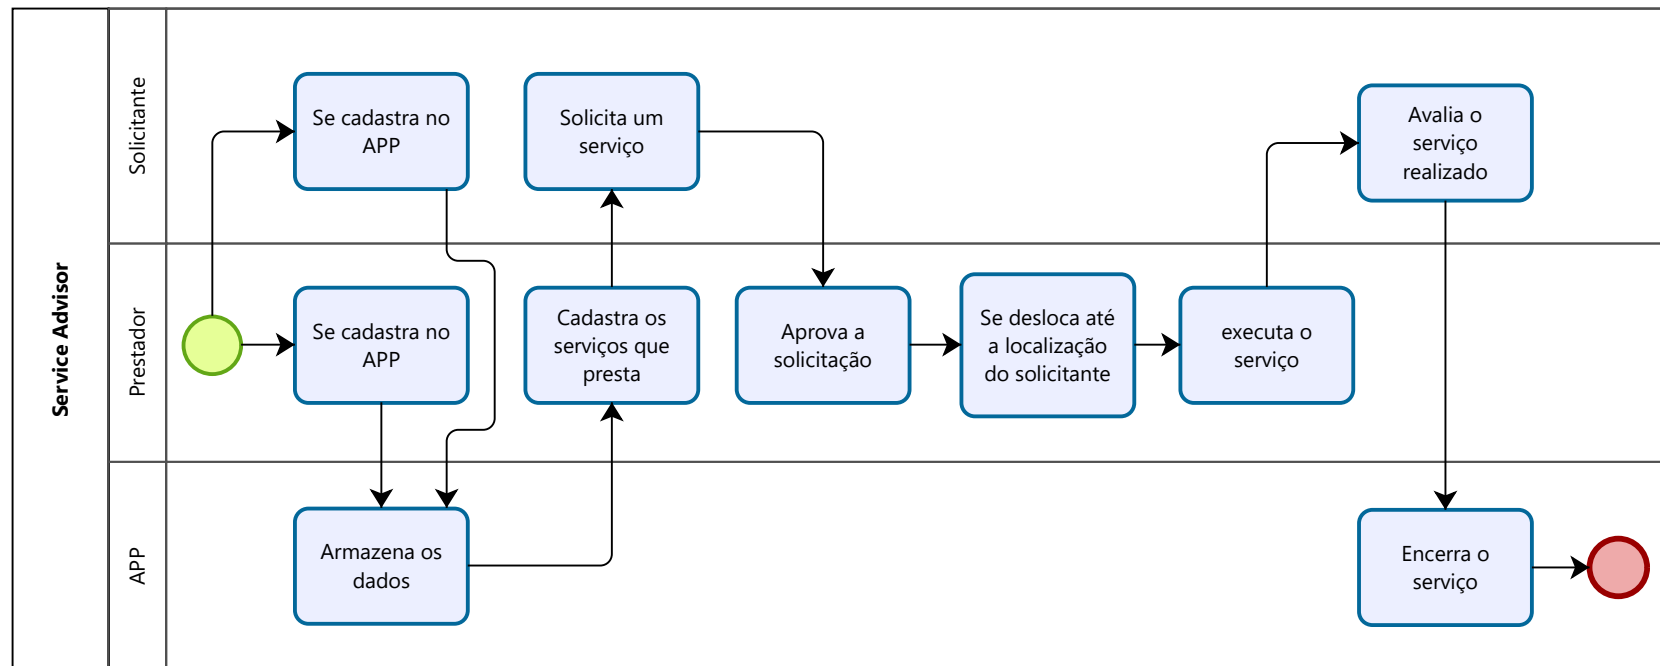 Service Advisor
Solicitante
Se cadastra no
APP
Solicita um
serviço
Avalia o
serviço
realizado
Prestador
Se cadastra no
APP
Cadastra os
serviços que
presta
Aprova a
solicitação
Se desloca até
a localização
do solicitante
executa o
serviço
APP
Armazena os
dados
Encerra o
serviço